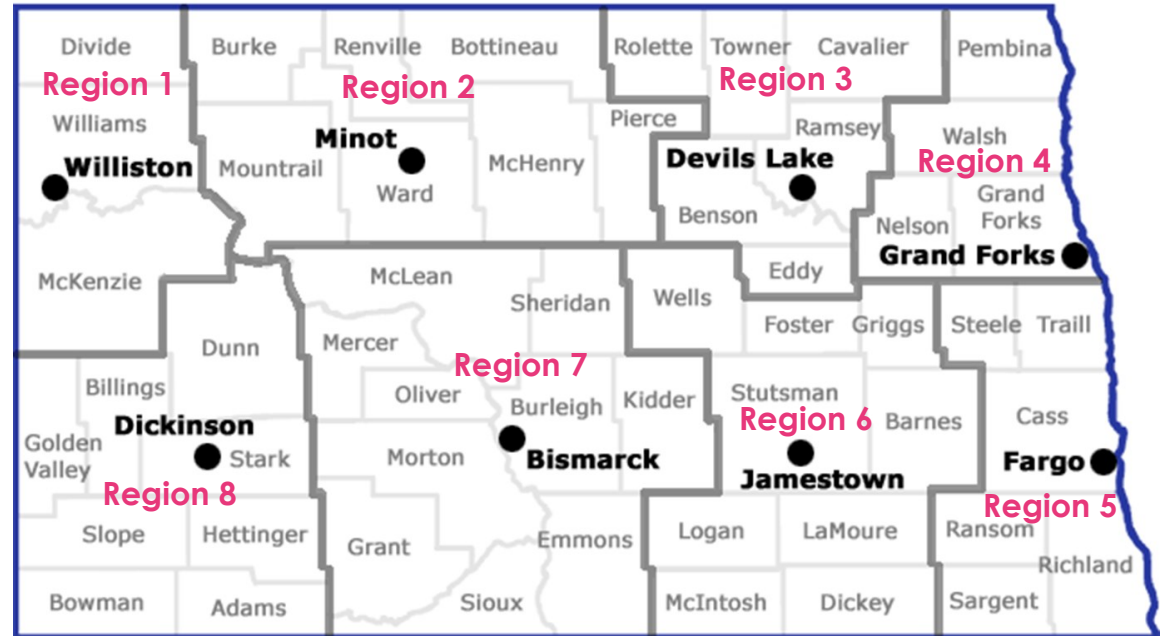 Divide
Burke
Renville
Bottineau
Rolette
Towner
Cavalier
Pembina
Region 1
Region 2
Region 3
Williams
Pierce
Ramsey
Walsh
Minot
Williston
Mountrail
McHenry
Devils Lake
Region 4
Ward
Grand
Forks
Benson
Nelson
Grand Forks
McKenzie
McLean
Eddy
Sheridan
Wells
Foster
Griggs
Steele
Traill
Dunn
Mercer
Region 7
Billings
Oliver
Burleigh
Kidder
Stutsman
Region 6
Barnes
Cass
Dickinson
Golden
Valley
Stark
Morton
Bismarck
Jamestown
Fargo
Region 8
Region 5
Slope
Hettinger
Grant
Emmons
Logan
LaMoure
Ransom
Richland
Bowman
Adams
Sioux
McIntosh
Dickey
Sargent